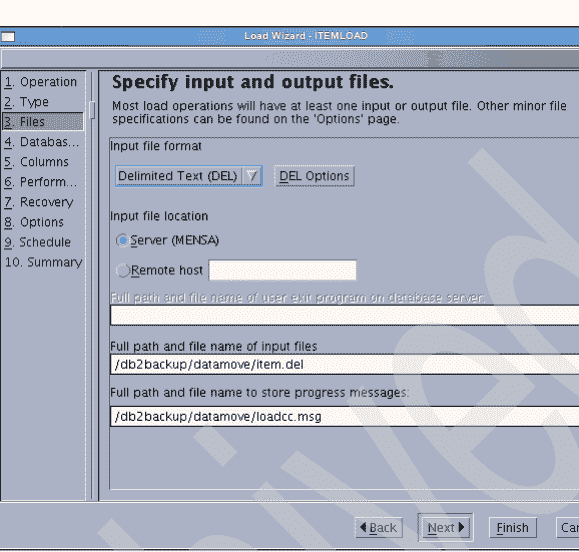 Load Wizard - ITEMLOAD
1. Operation
2. Type
3. Files
4. Databas...
5. Columns
6. Perform...
7. Recovery
8. Options
9. Schedule
10. Summary
Specify input and output files.
Most load operations will have at least one input or output file. Other minor file
specifications can be found on the 'Options' page.
Input file format
Delimited Text (DEL)
DEL Options
Input file location
Server (MENSA)
Remote host
Full path and file name of user exit program on database server:
Full path and file name of input files
/db2backup/datamove/item.del
Full path and file name to store progress messages:
/db2backup/datamove/loadcc.msg
Back Next Finish